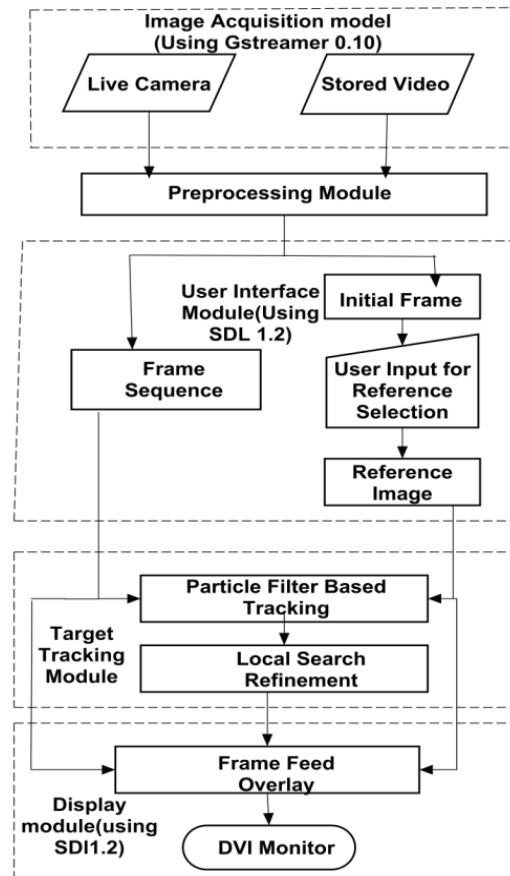 Image Acquisition model
(Using Gstreamer 0.10)
Live Camera
Stored Video
Preprocessing Module
User Interface
Module(Using
SDL 1.2)
Initial Frame
Frame
Sequence
User Input for
Reference
Selection
Reference
Image
Particle Filter Based
Tracking
Target
Tracking
Module
Local Search
Refinement
Frame Feed
Overlay
Display
module(using
SDI1.2)
DVI Monitor